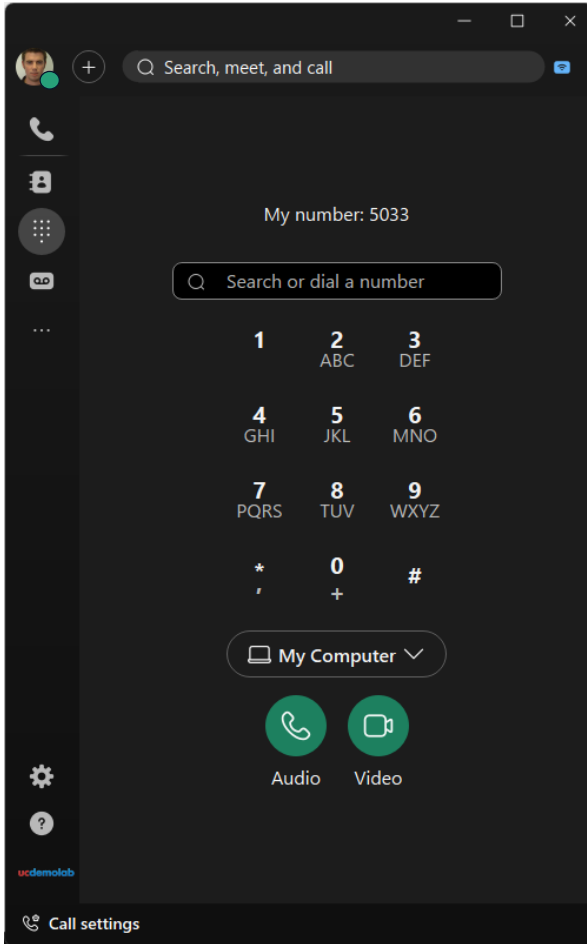 Search, meet, and call
My number: 5033
Search or dial a number
1 2 3
ABC DEF
4 5 6
GHI JKL MNO
7 8 9
PQRS TUV WXYZ
* 0 #
, +
My Computer
Audio Video
ucdemolab
Call settings